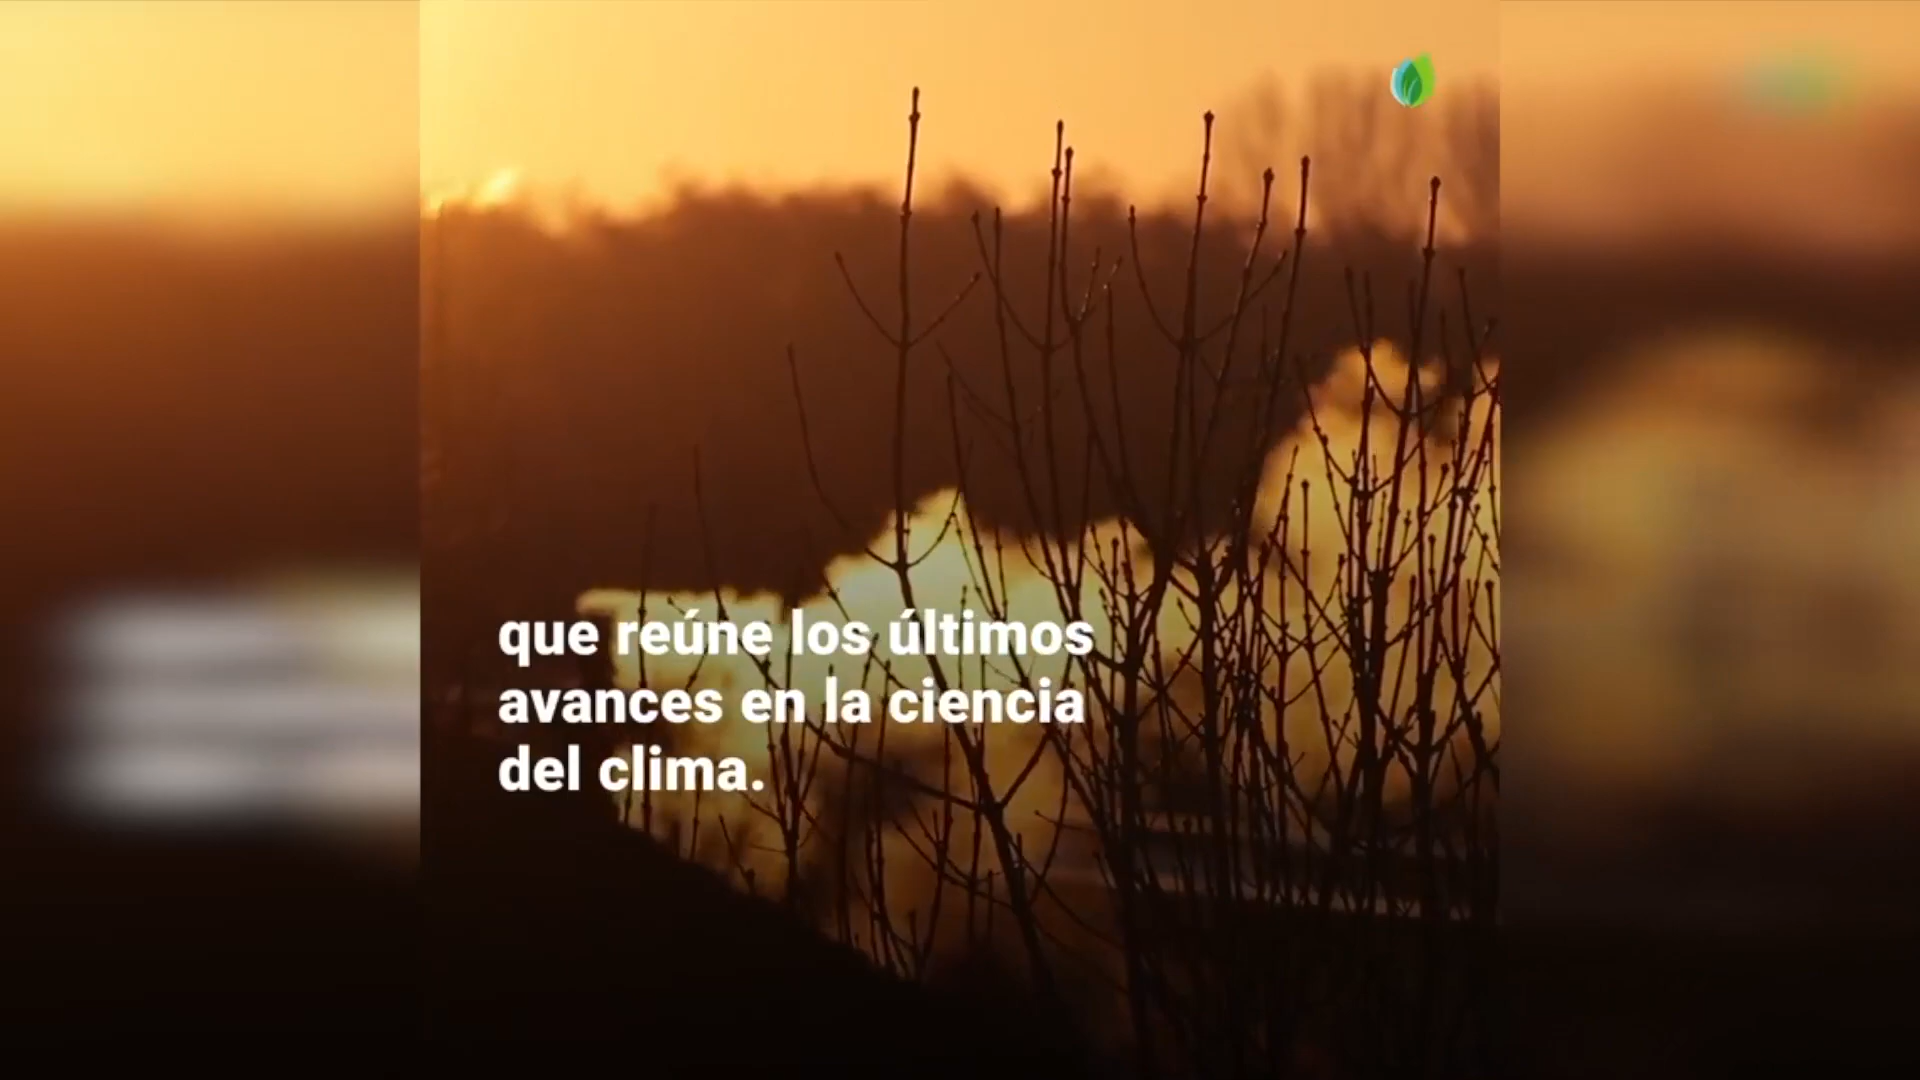 que reúne los últimos
avances en la ciencia
del clima.